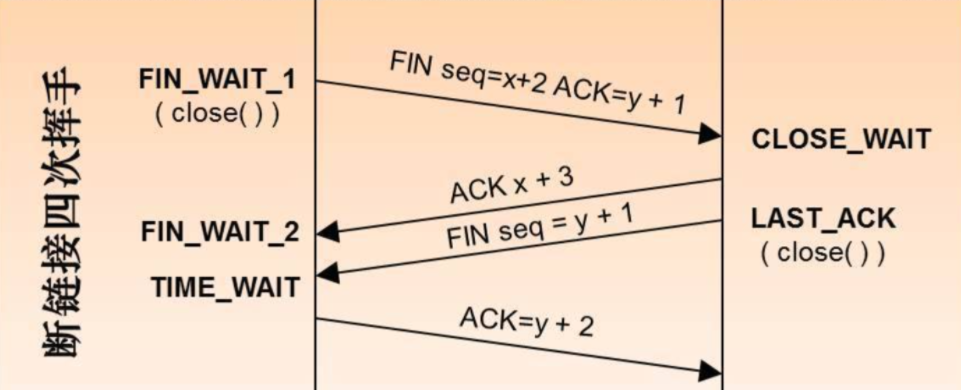 断链接四次挥手
FIN_WAIT_1
( close( ) )
FIN seq=x+2 ACK=y + 1
CLOSE_WAIT
ACK x + 3
FIN_WAIT_2
FIN seq = y + 1
LAST_ACK
( close( ) )
TIME_WAIT
ACK=y + 2